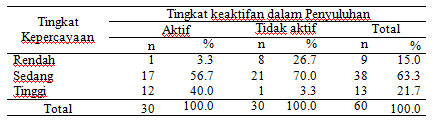 Tingkat Kepercayaan Tingkat keaktifan dalam Penyuluhan
Aktif Tidak aktif Total
n % n % n %
Rendah 1 3.3 8 26.7 9 15.0
Sedang 17 56.7 21 70.0 38 63.3
Tinggi 12 40.0 1 3.3 13 21.7
Total 30 100.0 30 100.0 60 100.0